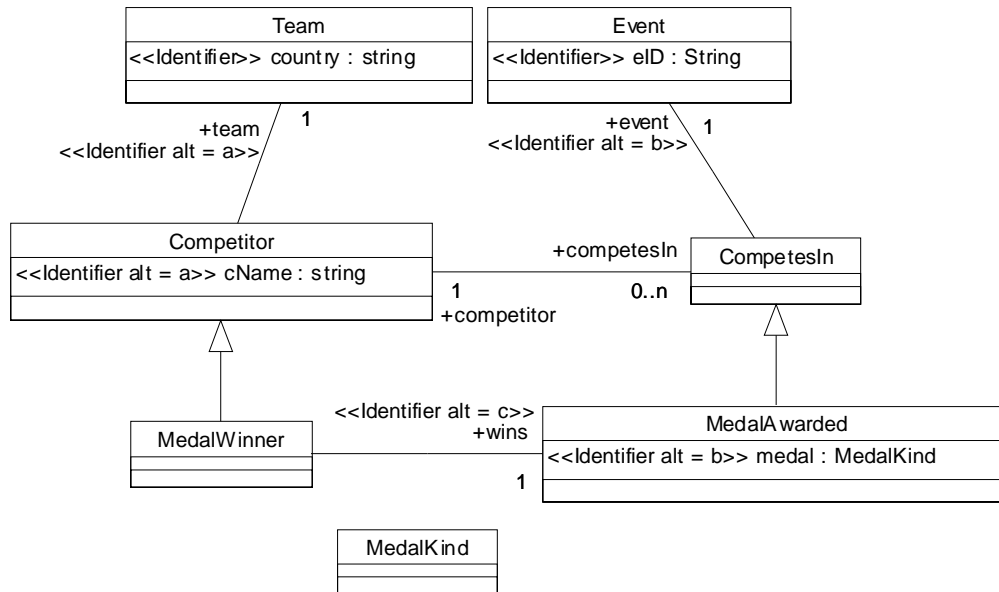 Team
<<Identifier>> country : string
Event
<<Identifier>> eID : String
1
+team
<<Identifier alt = a>>
+event
1
<<Identifier alt = b>>
Competitor
<<Identifier alt = a>> cName : string
+competesIn
CompetesIn
1
0..n
+competitor
<<Identifier alt = c>>
+wins
MedalWinner
1
MedalAwarded
<<Identifier alt = b>> medal : MedalKind
MedalKind